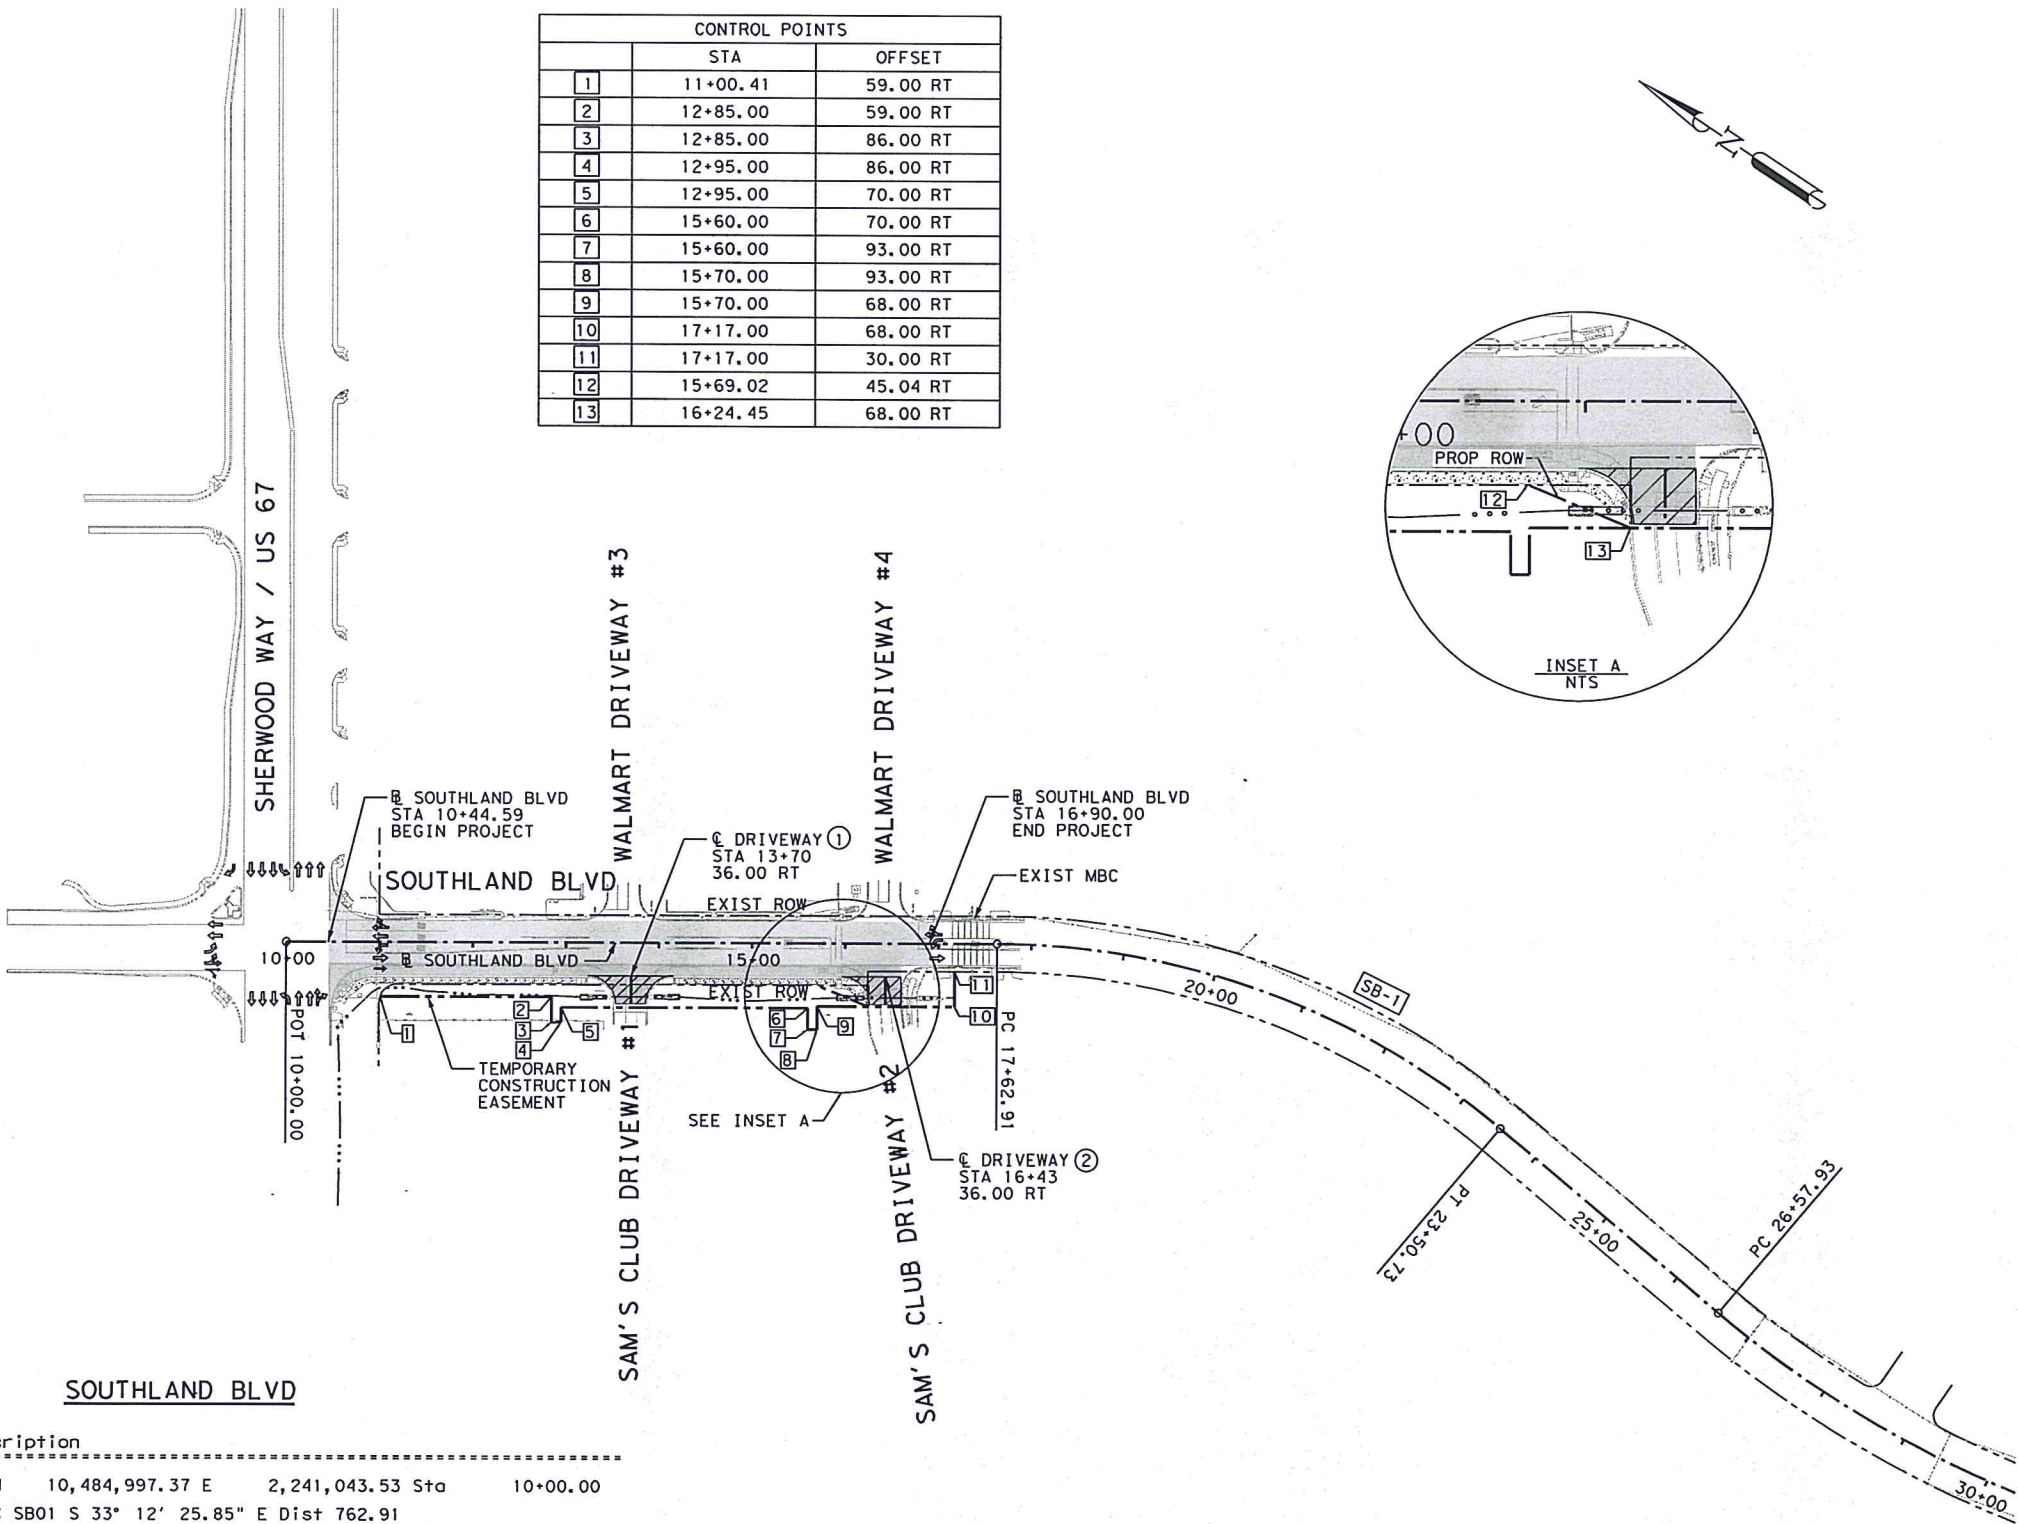 CONTROL POINTS
STA OFFSET
1 11+00.41 59.00 RT
2 12+85.00 59.00 RT
3 12+85.00 86.00 RT
4 12+95.00 86.00 RT
5 12+95.00 70.00 RT
6 15+60.00 70.00 RT
7 15+60.00 93.00 RT
8 15+70.00 93.00 RT
9 15+70.00 68.00 RT
10 17+17.00 68.00 RT
11 17+17.00 30.00 RT
12 15+69.02 45.04 RT
13 16+24.45 68.00 RT
N
+00
PROP ROW
12
13
INSET A
NTS
SHERWOOD WAY / US 67
WALMART DRIVEWAY #3
WALMART DRIVEWAY #4
B SOUTHLAND BLVD
STA 10+44.59
BEGIN PROJECT
℄ DRIVEWAY 1
STA 13+70
36.00 RT
B SOUTHLAND BLVD
STA 16+90.00
END PROJECT
EXIST MBC
SOUTHLAND BLVD
EXIST ROW
10+00
B SOUTHLAND BLVD
15+00
EXIST ROW
20+00
SB-1
1
2
3
4
5
6
7
8
9
10
11
TEMPORARY
CONSTRUCTION
EASEMENT
SEE INSET A
POT 10+00.00
PC 17+62.91
SAM'S CLUB DRIVEWAY #1
SAM'S CLUB DRIVEWAY #2
℄ DRIVEWAY 2
STA 16+43
36.00 RT
PT 23+50.73
25+00
PC 26+57.93
30+00
SOUTHLAND BLVD
ription
10,484,997.37 E 2,241,043.53 Sta 10+00.00
SB01 S 33° 12' 25.85" E Dist 762.91